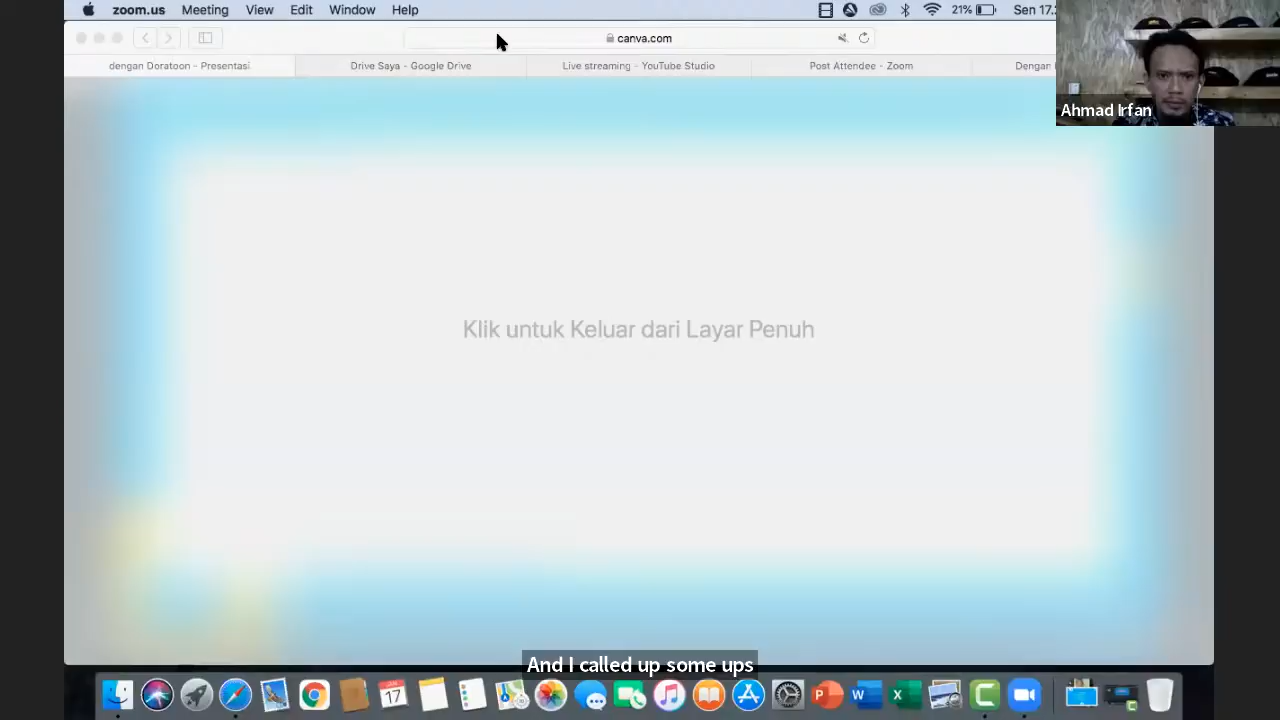 zoom.us Meeting View Edit Window Help 21% Sen 17.
canva.com
dengan Doratoon – Presentasi Drive Saya – Google Drive Live streaming – YouTube Studio Post Attendee – Zoom Dengan
Ahmad Irfan
Klik untuk Keluar dari Layar Penuh
And I called up some ups
17